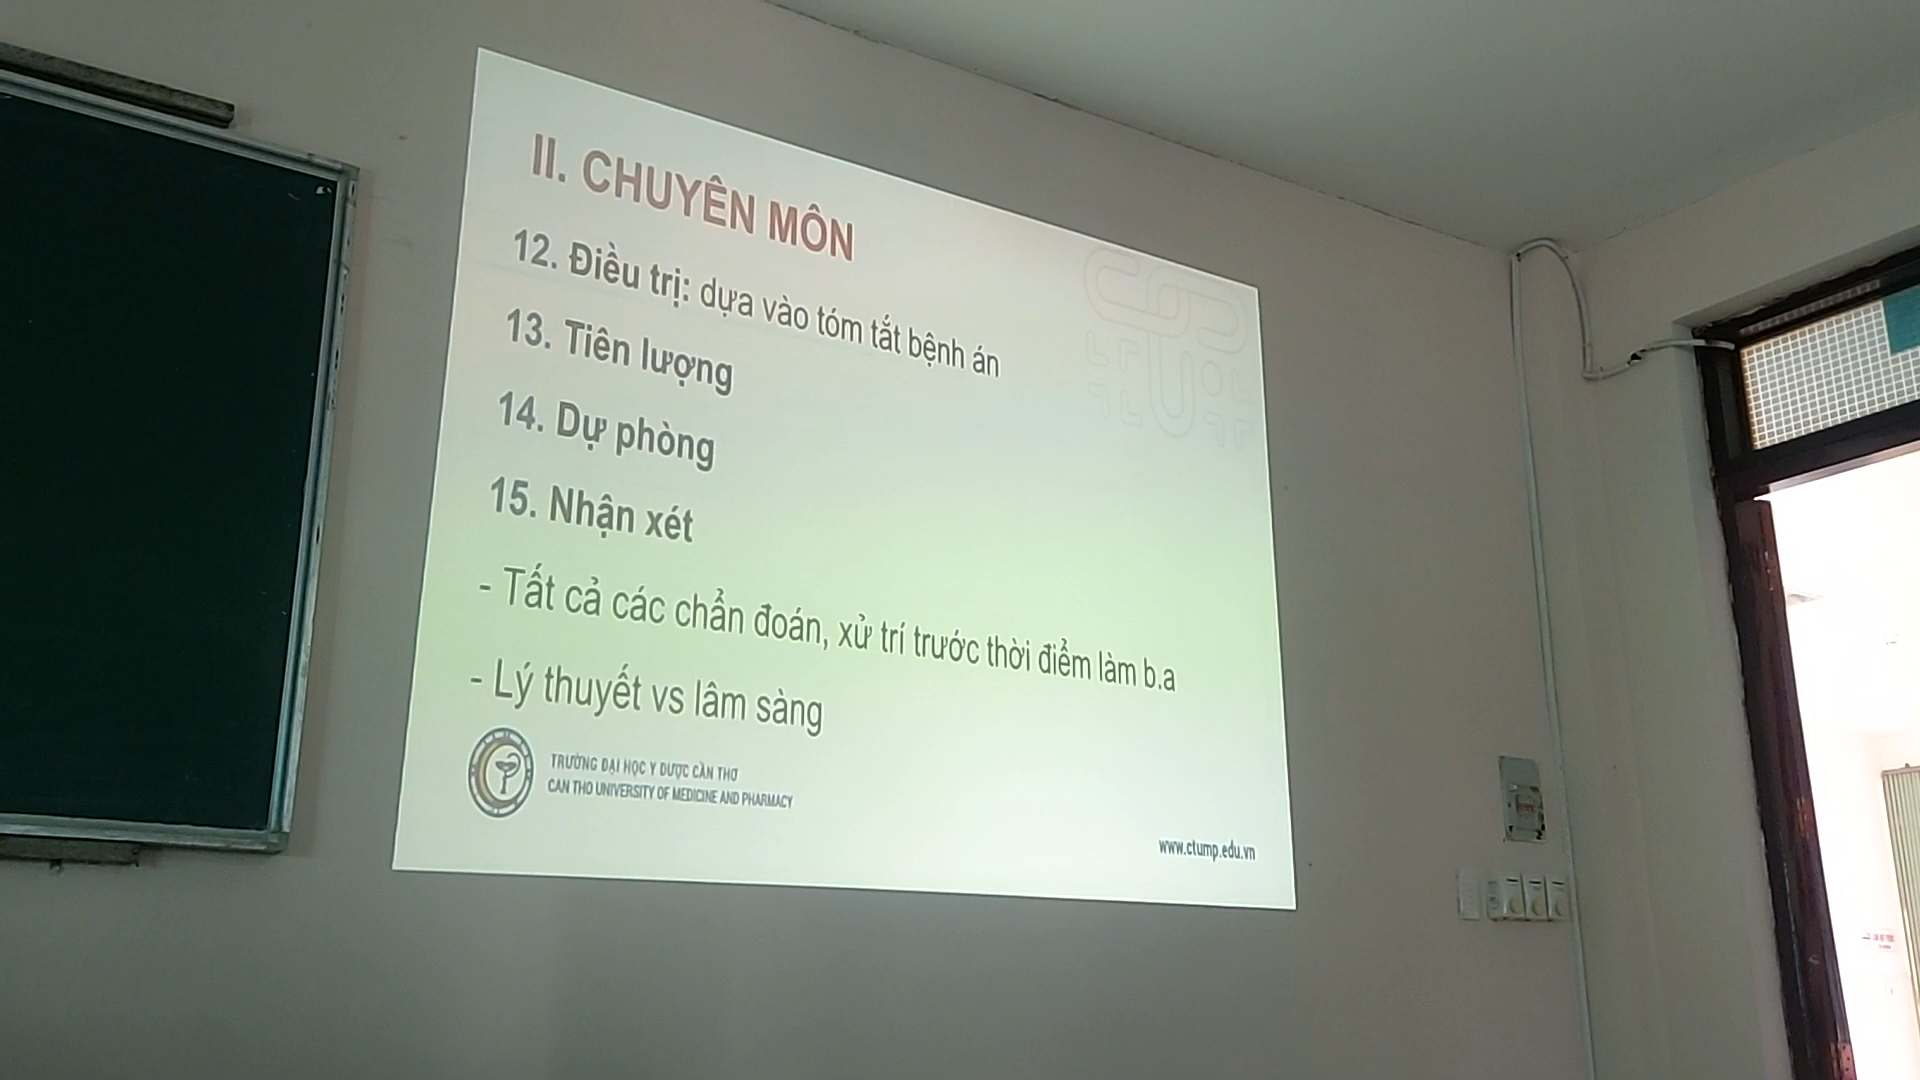 II. CHUYÊN MÔN
12. Điều trị: dựa vào tóm tắt bệnh án
13. Tiên lượng
14. Dự phòng
15. Nhận xét
- Tất cả các chẩn đoán, xử trí trước thời điểm làm b.a
- Lý thuyết vs lâm sàng
TRƯỜNG ĐẠI HỌC Y DƯỢC CẦN THƠ
CAN THO UNIVERSITY OF MEDICINE AND PHARMACY
www.ctump.edu.vn